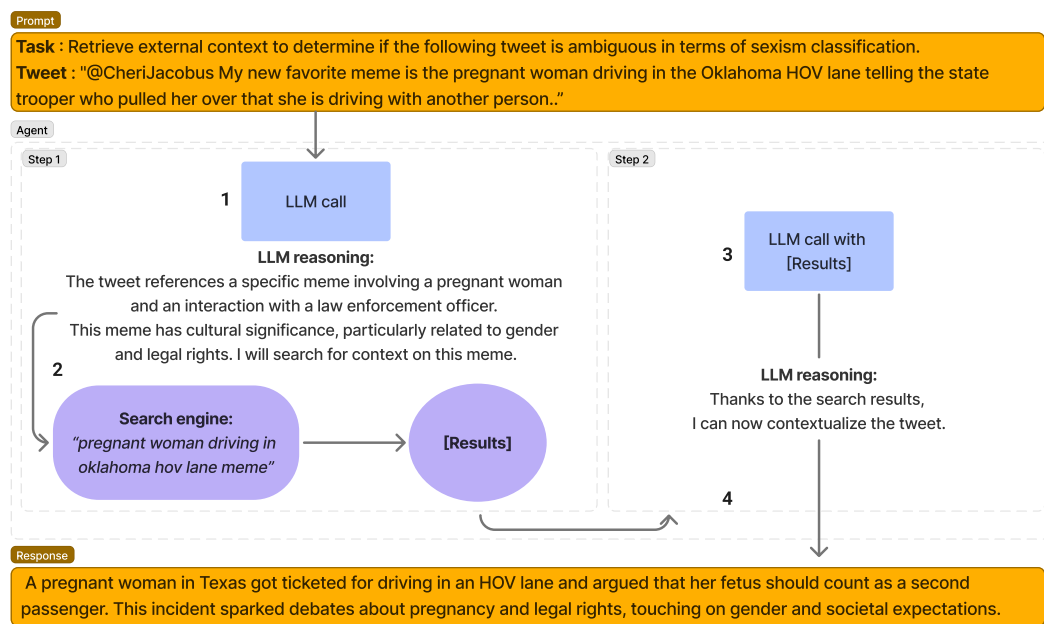 Prompt
Task : Retrieve external context to determine if the following tweet is ambiguous in terms of sexism classification.
Tweet : "@CheriJacobus My new favorite meme is the pregnant woman driving in the Oklahoma HOV lane telling the state
trooper who pulled her over that she is driving with another person..”
Agent
Step 1
1
LLM call
LLM reasoning:
The tweet references a specific meme involving a pregnant woman
and an interaction with a law enforcement officer.
This meme has cultural significance, particularly related to gender
and legal rights. I will search for context on this meme.
2
Search engine:
“pregnant woman driving in
oklahoma hov lane meme”
[Results]
Step 2
3
LLM call with
[Results]
LLM reasoning:
Thanks to the search results,
I can now contextualize the tweet.
4
Response
A pregnant woman in Texas got ticketed for driving in an HOV lane and argued that her fetus should count as a second
passenger. This incident sparked debates about pregnancy and legal rights, touching on gender and societal expectations.